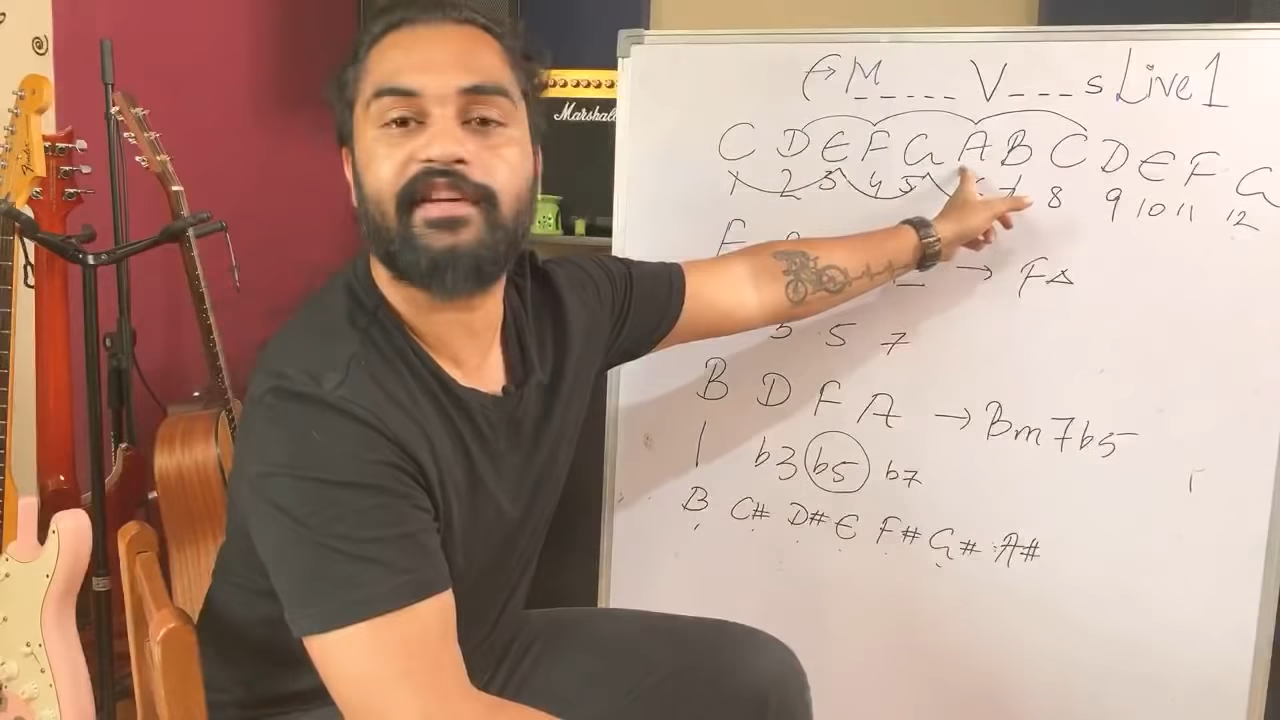 Marshall
M _ _ _ _ _ V _ _ _ s Live 1
C D E F G A B C D E F G
1 2 3 4 5 8 9 10 11 12
F
→ F△
5 7
B D F A → Bm7b5
1 b3 b5 b7
B C# D# E F# G# A#
Fender